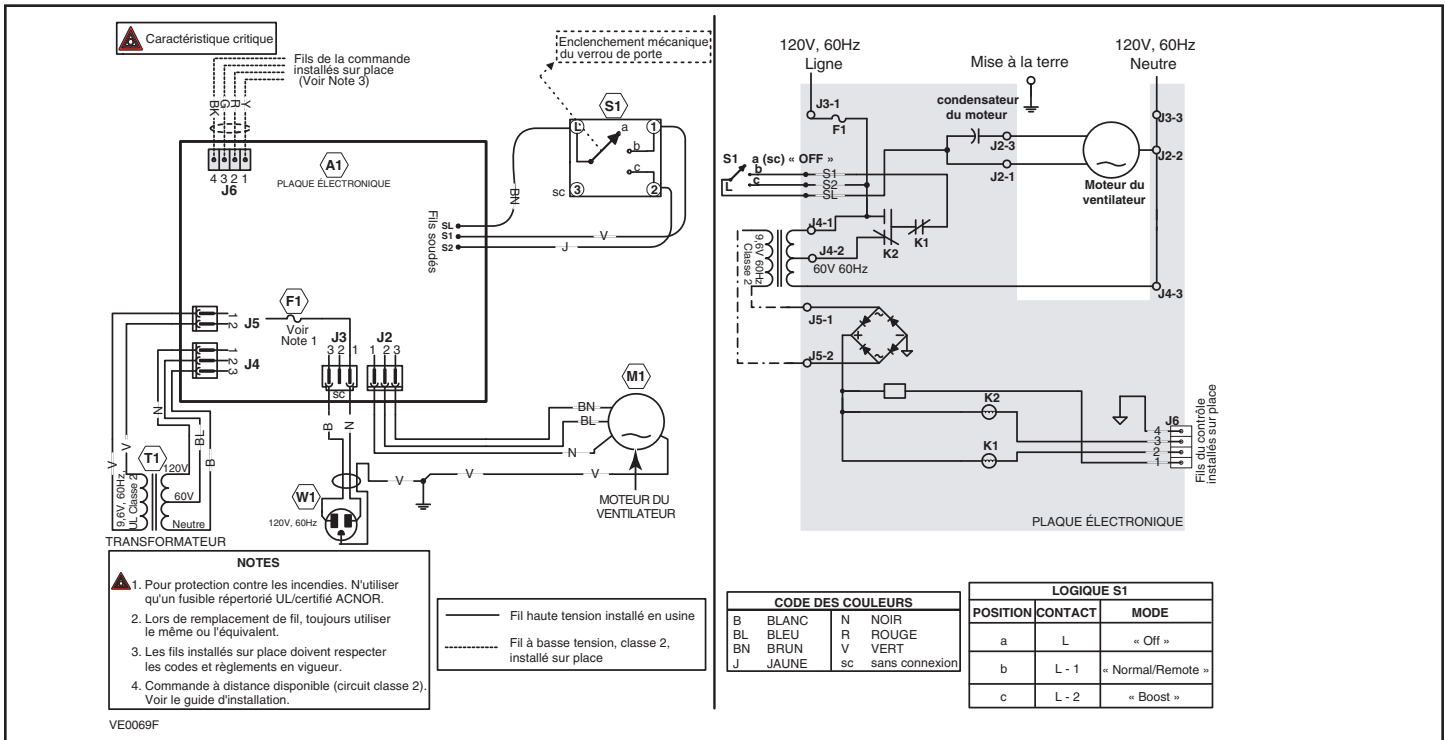 Caractéristique critique
Fils de la commande
installés sur place
(Voir Note 3)
BK
G
R
Y
4 3 2 1
J6
A1
PLAQUE ÉLECTRONIQUE
Enclenchement mécanique
du verrou de porte
S1
L
a
1
b
c
sc
3
2
BN
Fils soudés
SL
S1
S2
V
J
F1
Voir
Note 1
1
2
J5
1
2
3
J4
J3
3 2 1
sc
J2
1 2 3
M1
BN
BL
N
V
V
MOTEUR DU
VENTILATEUR
B
N
W1
120V, 60Hz
V
V
N
BL
B
T1
120V
60V
Neutre
9,6V, 60Hz,
UL Classe 2
TRANSFORMATEUR
NOTES
1. Pour protection contre les incendies. N'utiliser
qu'un fusible répertorié UL/certifié ACNOR.
2. Lors de remplacement de fil, toujours utiliser
le même ou l'équivalent.
3. Les fils installés sur place doivent respecter
les codes et règlements en vigueur.
4. Commande à distance disponible (circuit classe 2).
Voir le guide d'installation.
Fil haute tension installé en usine
Fil à basse tension, classe 2,
installé sur place
VE0069F
120V, 60Hz
Ligne
Mise à la terre
120V, 60Hz
Neutre
J3-1
F1
condensateur
du moteur
J2-3
J2-1
Moteur du
ventilateur
J3-3
J2-2
S1 a (sc) « OFF »
b
c
L
S1
S2
SL
J4-1
J4-2
60V 60Hz
K2
K1
9,6V 60Hz
Classe 2
J4-3
J5-1
J5-2
K2
K1
J6
4
3
2
1
Fils du contrôle
installés sur place
PLAQUE ÉLECTRONIQUE
CODE DES COULEURS
B BLANC N NOIR
BL BLEU R ROUGE
BN BRUN V VERT
J JAUNE sc sans connexion
LOGIQUE S1
POSITION CONTACT MODE
a L « Off »
b L - 1 « Normal/Remote »
c L - 2 « Boost »